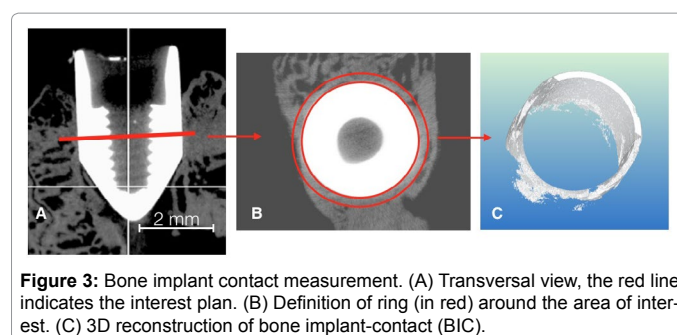 A
2 mm
B
C
Figure 3: Bone implant contact measurement. (A) Transversal view, the red line
indicates the interest plan. (B) Definition of ring (in red) around the area of inter-
est. (C) 3D reconstruction of bone implant-contact (BIC).